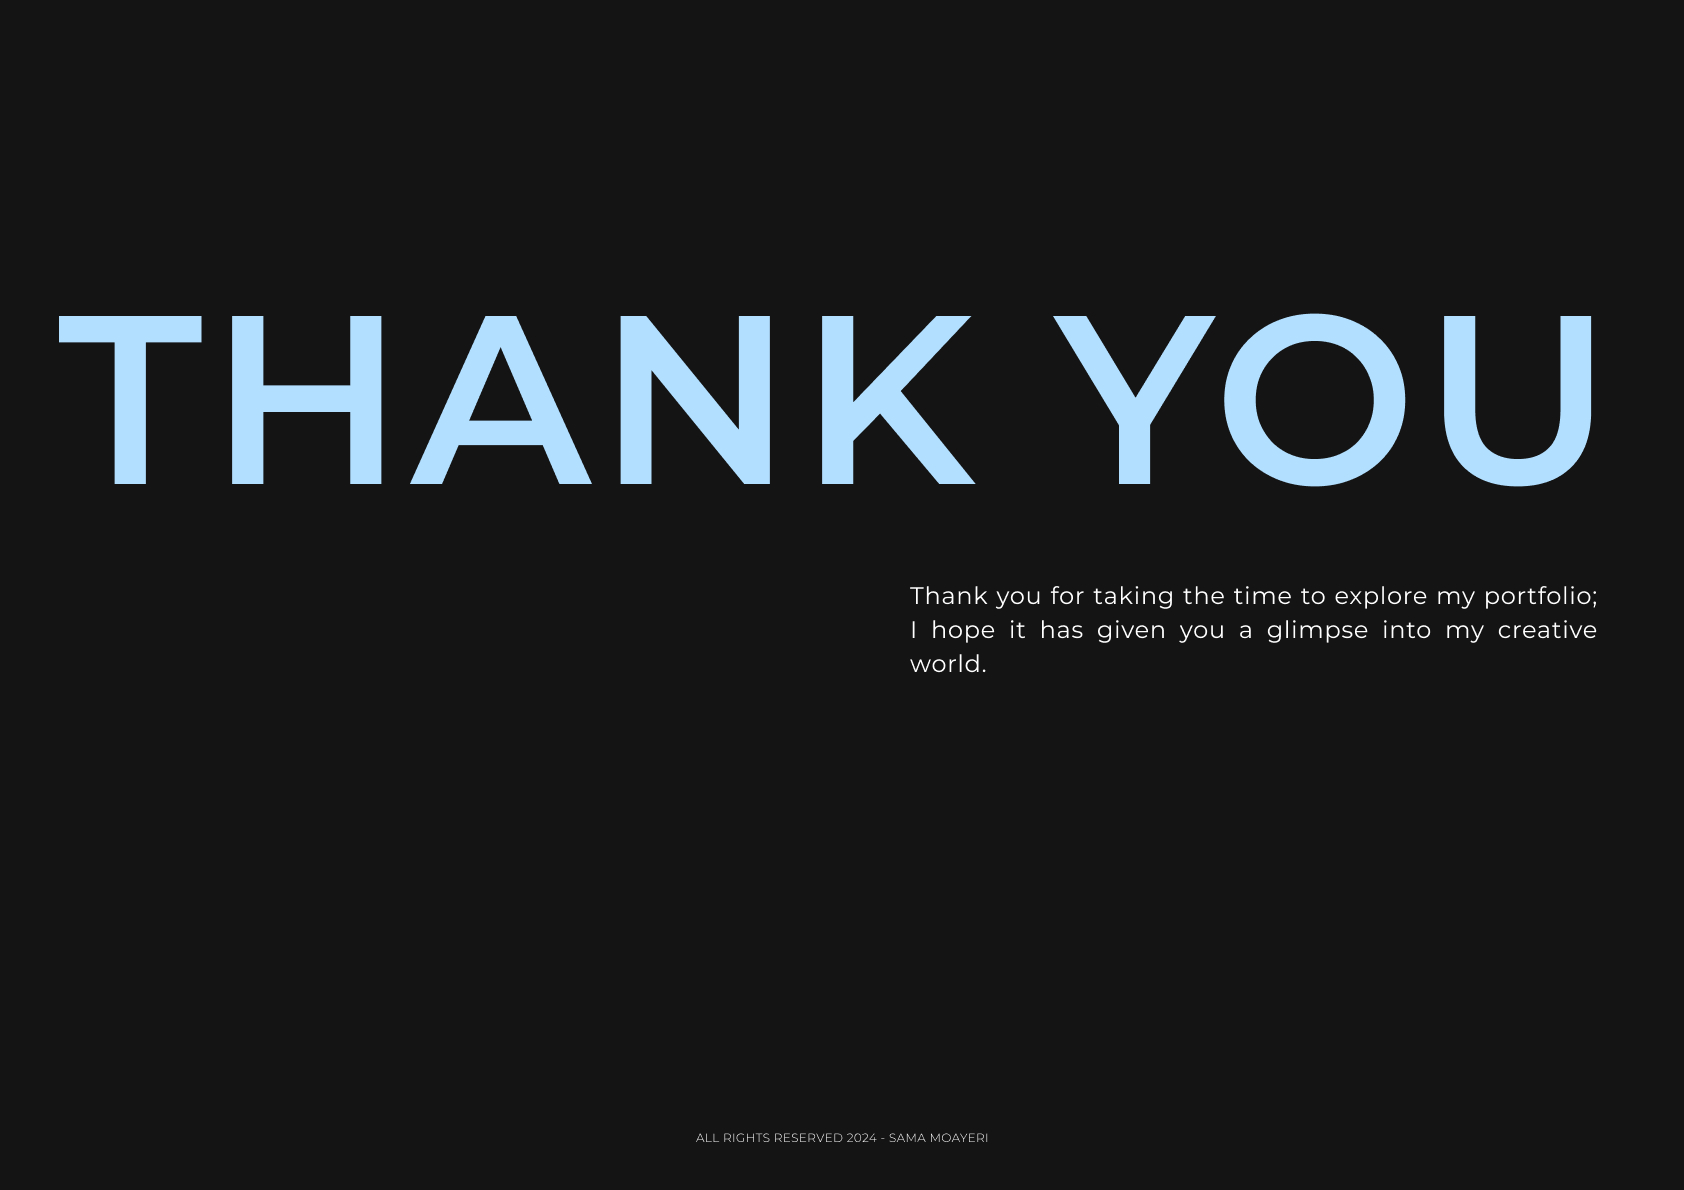 THANK YOU
Thank you for taking the time to explore my portfolio;
I hope it has given you a glimpse into my creative
world.
ALL RIGHTS RESERVED 2024 - SAMA MOAYERI